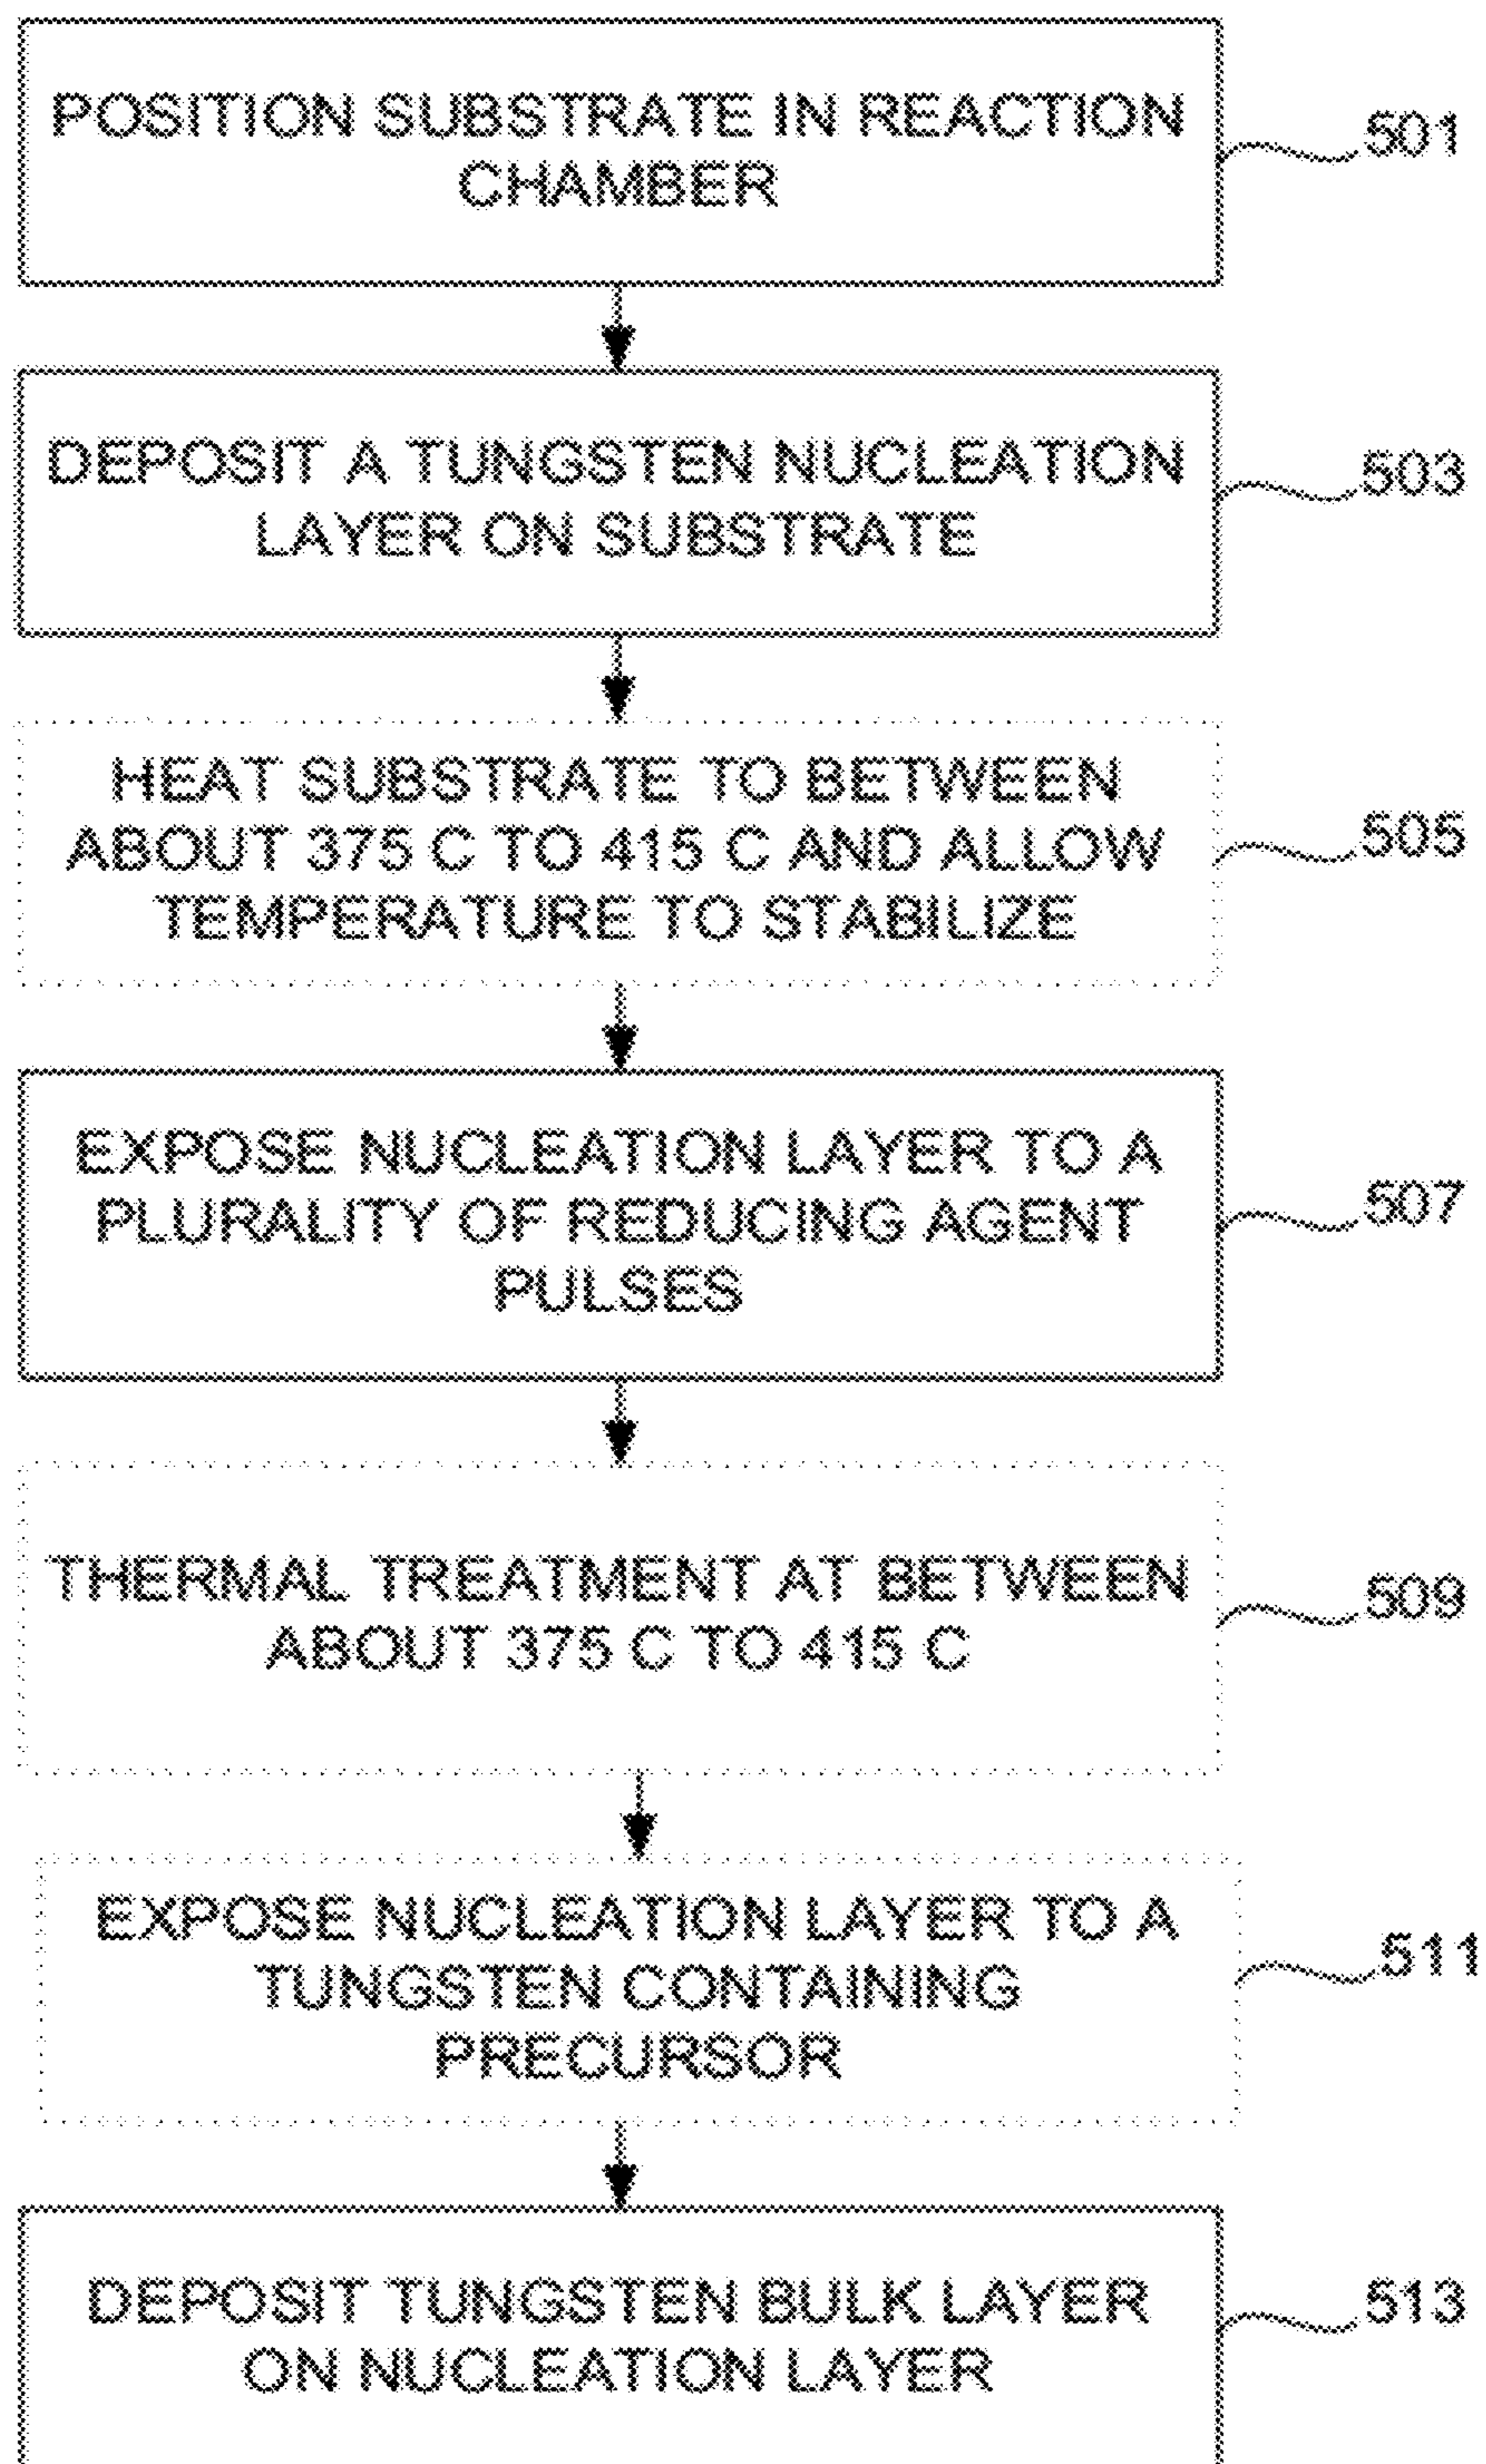 POSITION SUBSTRATE IN REACTION
CHAMBER
501
DEPOSIT A TUNGSTEN NUCLEATION
LAYER ON SUBSTRATE
503
HEAT SUBSTRATE TO BETWEEN
ABOUT 375 C TO 415 C AND ALLOW
TEMPERATURE TO STABILIZE
505
EXPOSE NUCLEATION LAYER TO A
PLURALITY OF REDUCING AGENT
PULSES
507
THERMAL TREATMENT AT BETWEEN
ABOUT 375 C TO 415 C
509
EXPOSE NUCLEATION LAYER TO A
TUNGSTEN CONTAINING
PRECURSOR
511
DEPOSIT TUNGSTEN BULK LAYER
ON NUCLEATION LAYER
513